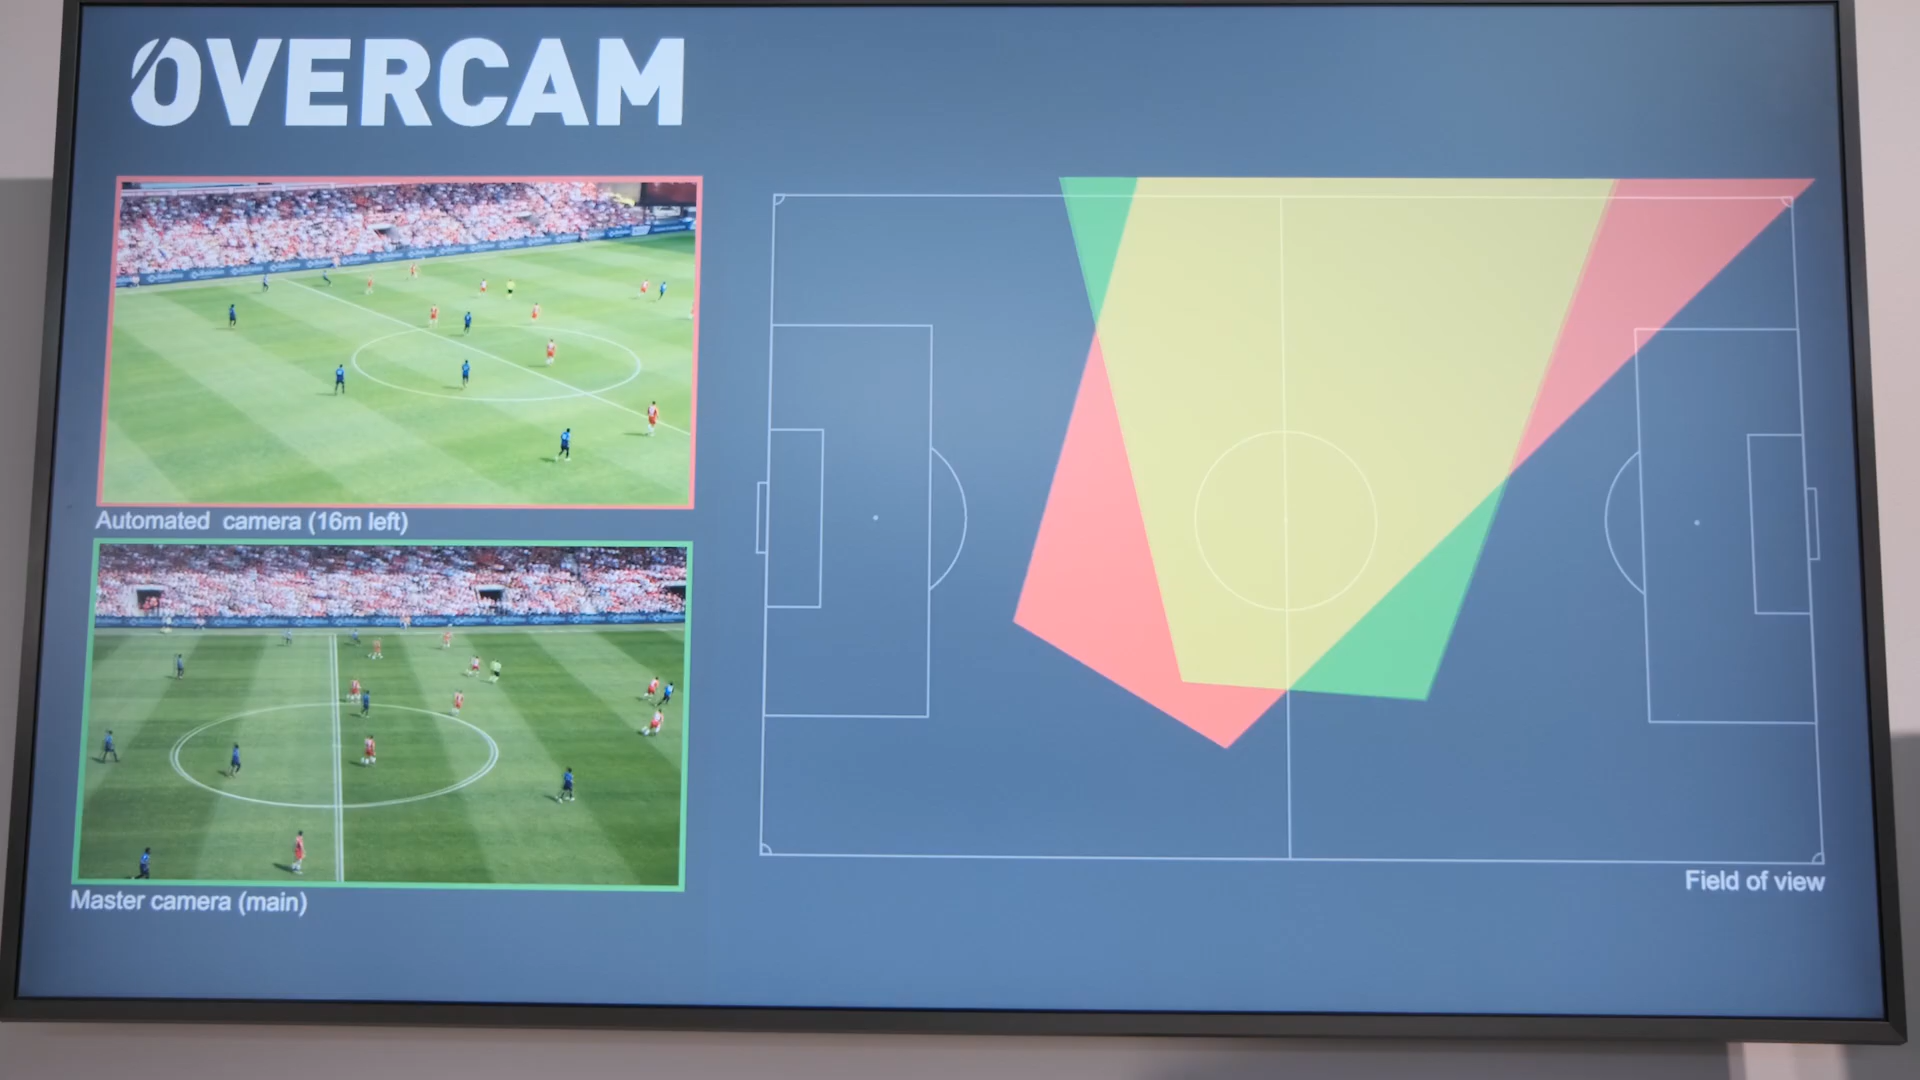 OVERCAM
Automated camera (16m left)
Master camera (main)
Field of view